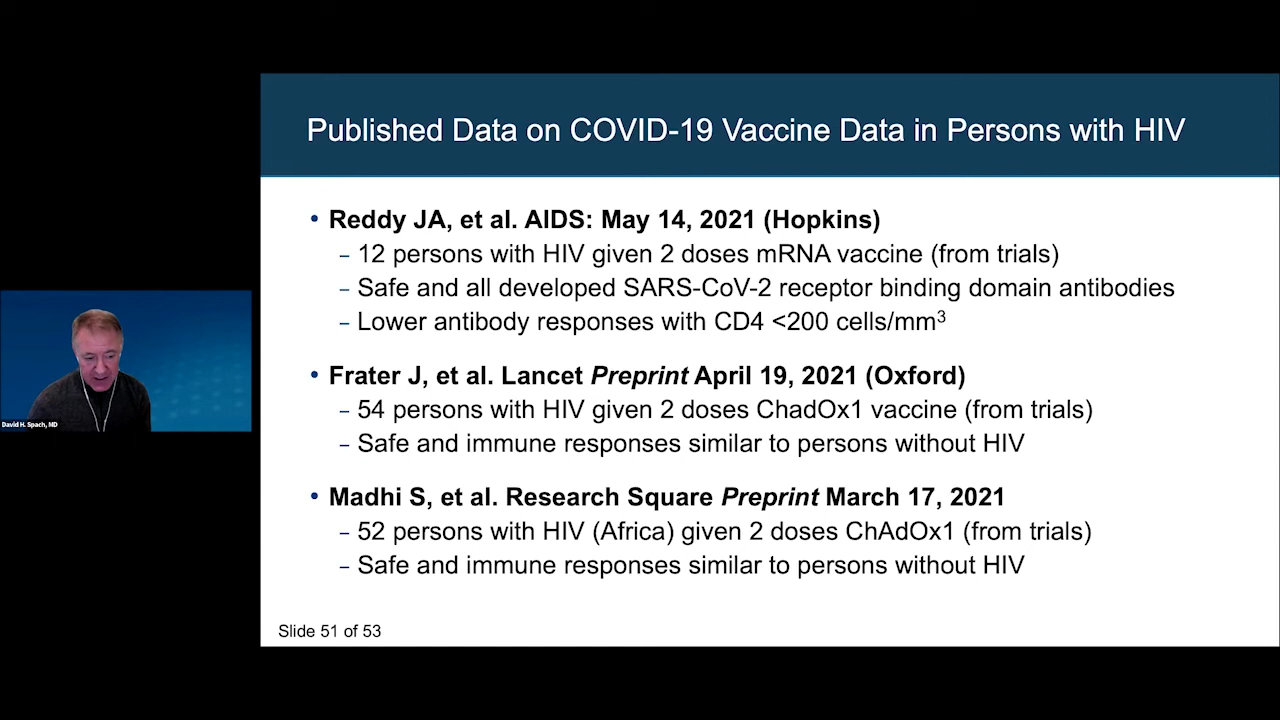 Published Data on COVID-19 Vaccine Data in Persons with HIV
• Reddy JA, et al. AIDS: May 14, 2021 (Hopkins)
– 12 persons with HIV given 2 doses mRNA vaccine (from trials)
– Safe and all developed SARS-CoV-2 receptor binding domain antibodies
– Lower antibody responses with CD4 <200 cells/mm³
• Frater J, et al. Lancet Preprint April 19, 2021 (Oxford)
– 54 persons with HIV given 2 doses ChadOx1 vaccine (from trials)
– Safe and immune responses similar to persons without HIV
• Madhi S, et al. Research Square Preprint March 17, 2021
– 52 persons with HIV (Africa) given 2 doses ChAdOx1 (from trials)
– Safe and immune responses similar to persons without HIV
Slide 51 of 53
David H. Spach, MD